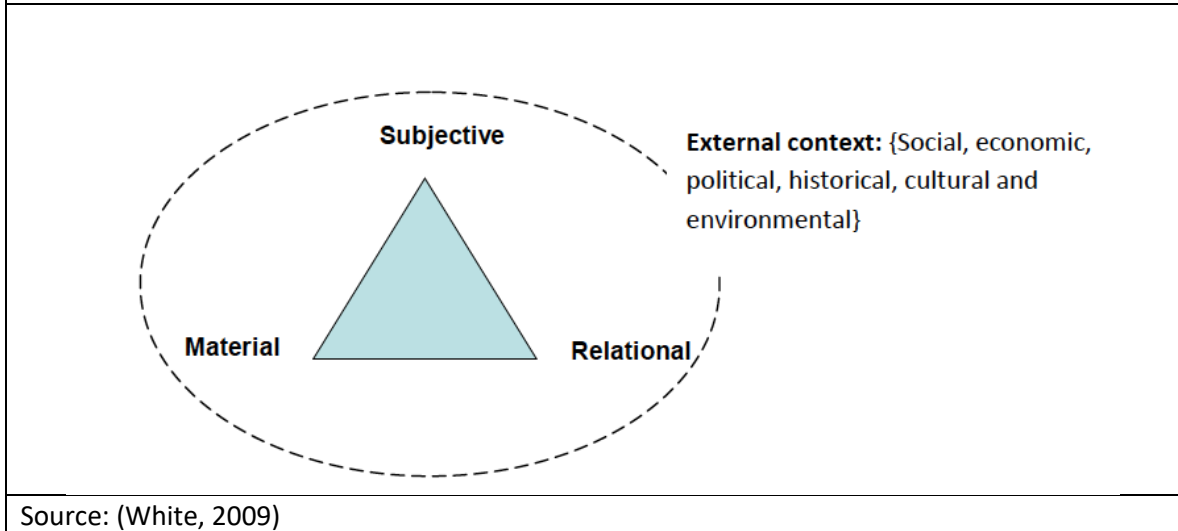 Subjective
External context: {Social, economic,
political, historical, cultural and
environmental}
Material
Relational
Source: (White, 2009)